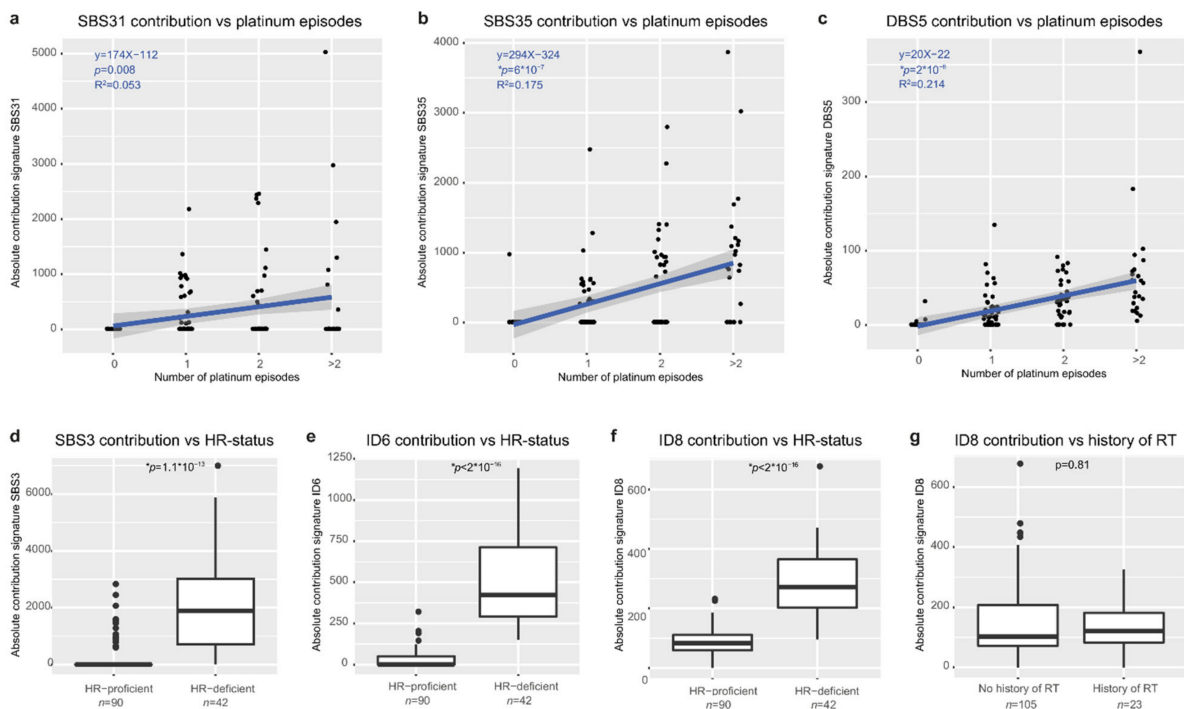 a
SBS31 contribution vs platinum episodes
y=174X−112
p=0.008
R²=0.053
Absolute contribution signature SBS31
5000
4000
3000
2000
1000
0
0
1
2
>2
Number of platinum episodes
b
SBS35 contribution vs platinum episodes
y=294X−324
*p=6*10⁻⁷
R²=0.175
Absolute contribution signature SBS35
4000
3000
2000
1000
0
0
1
2
>2
Number of platinum episodes
c
DBS5 contribution vs platinum episodes
y=20X−22
*p=2*10⁻⁸
R²=0.214
Absolute contribution signature DBS5
350
200
100
50
0
0
1
2
>2
Number of platinum episodes
d
SBS3 contribution vs HR-status
*p=1.1*10⁻¹³
Absolute contribution signature SBS3
6000
4000
2000
0
HR−proficient
n=90
HR−deficient
n=42
e
ID6 contribution vs HR-status
*p<2*10⁻¹⁶
Absolute contribution signature ID6
1250
1000
750
500
250
0
HR−proficient
n=90
HR−deficient
n=42
f
ID8 contribution vs HR-status
*p<2*10⁻¹⁶
Absolute contribution signature ID8
600
400
200
0
HR−proficient
n=90
HR−deficient
n=42
g
ID8 contribution vs history of RT
p=0.81
Absolute contribution signature ID8
600
400
200
0
No history of RT
n=105
History of RT
n=23